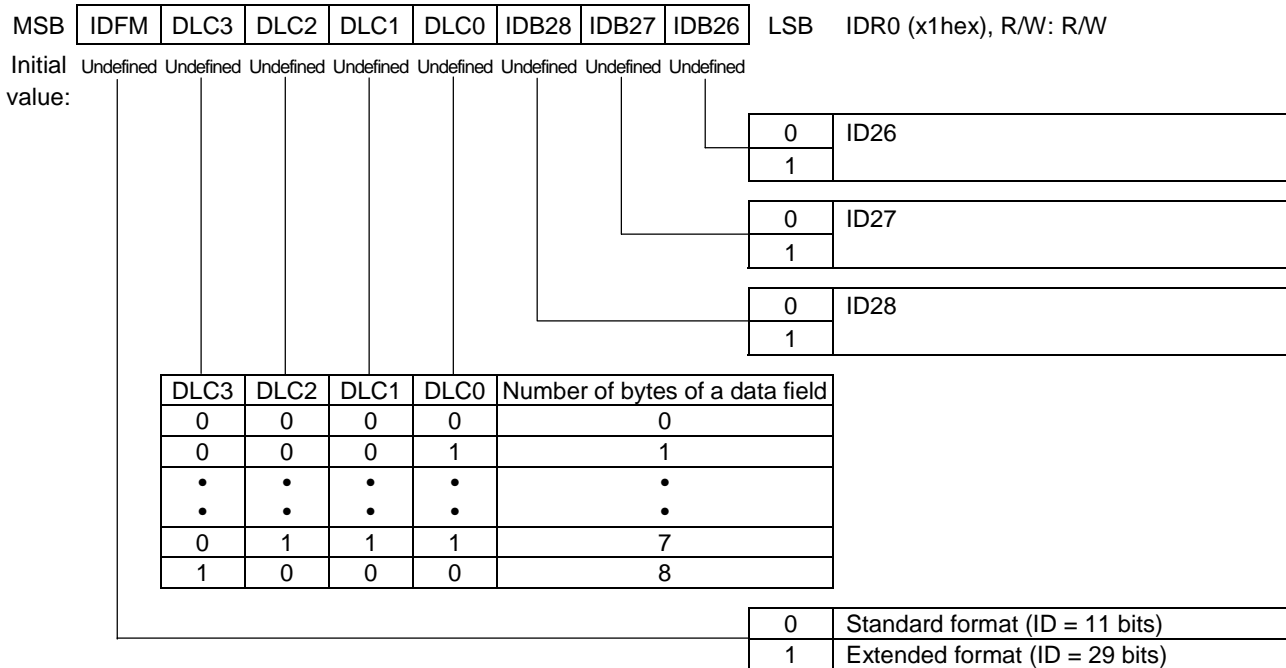 MSB IDFM DLC3 DLC2 DLC1 DLC0 IDB28 IDB27 IDB26 LSB IDR0 (x1hex), R/W: R/W
Initial value: Undefined Undefined Undefined Undefined Undefined Undefined Undefined Undefined
0 ID26
1
0 ID27
1
0 ID28
1
DLC3 DLC2 DLC1 DLC0 Number of bytes of a data field
0 0 0 0 0
0 0 0 1 1
• • • • •
• • • • •
0 1 1 1 7
1 0 0 0 8
0 Standard format (ID = 11 bits)
1 Extended format (ID = 29 bits)